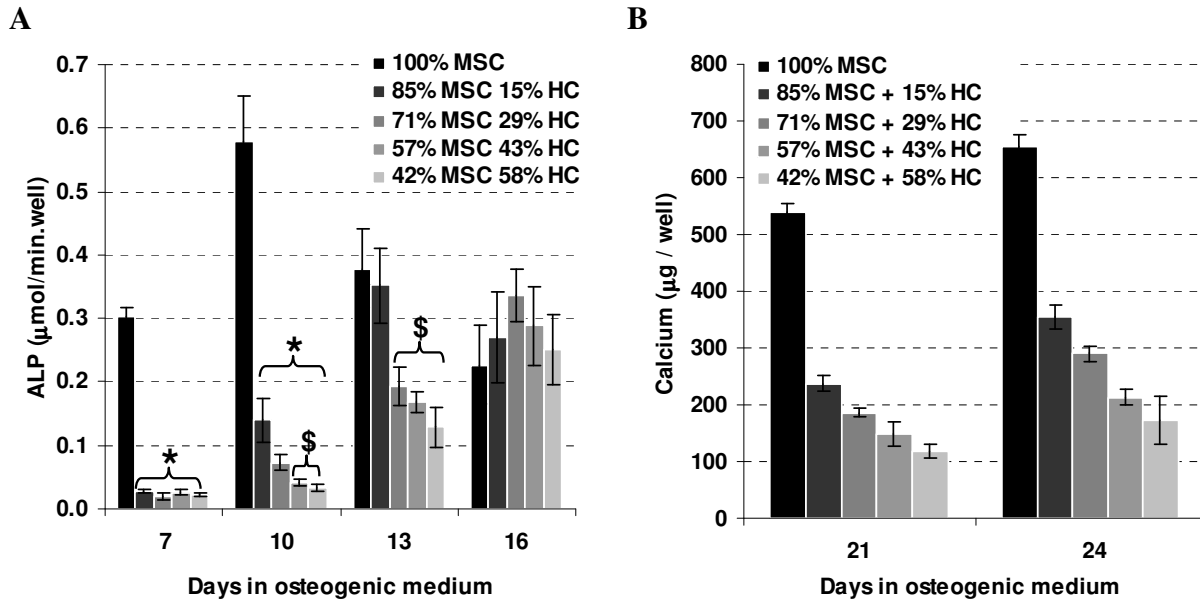 A
ALP (μmol/min.well)
0.7
0.6
0.5
0.4
0.3
0.2
0.1
0.0
100% MSC
85% MSC 15% HC
71% MSC 29% HC
57% MSC 43% HC
42% MSC 58% HC
*
*
$
$
7 10 13 16
Days in osteogenic medium
B
Calcium (μg / well)
800
700
600
500
400
300
200
100
0
100% MSC
85% MSC + 15% HC
71% MSC + 29% HC
57% MSC + 43% HC
42% MSC + 58% HC
21 24
Days in osteogenic medium